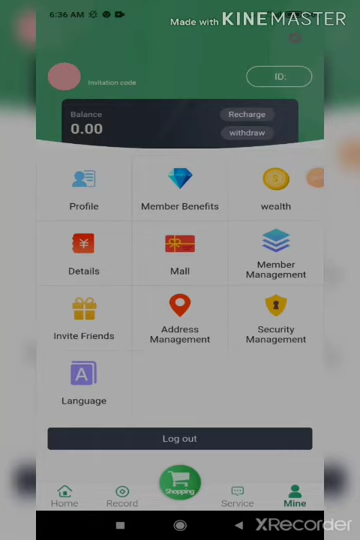 6:36 AM
Made with KINEMASTER
Invitation code
ID:
Balance
Recharge
0.00
withdraw
Profile
Member Benefits
wealth
Details
Mall
Member
Management
Invite Friends
Address
Management
Security
Management
A
Language
Log out
Shopping
Home
Record
Service
Mine
XRecorder